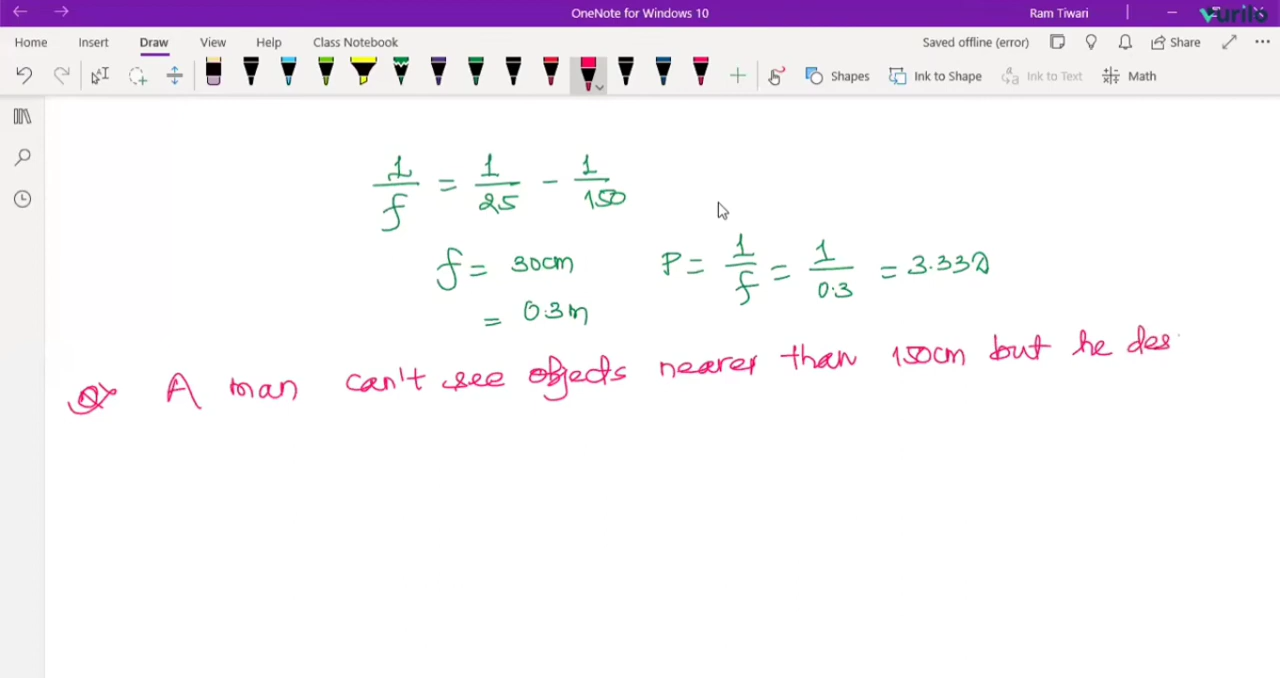 OneNote for Windows 10
Ram Tiwari
Vurilo
Home Insert Draw View Help Class Notebook
Saved offline (error) Share
Shapes Ink to Shape Ink to Text Math
1/f = 1/25 - 1/150
f = 30cm P = 1/f = 1/0.3 = 3.33D
= 0.3m
Q> A man can't see objects nearer than 150cm but he des